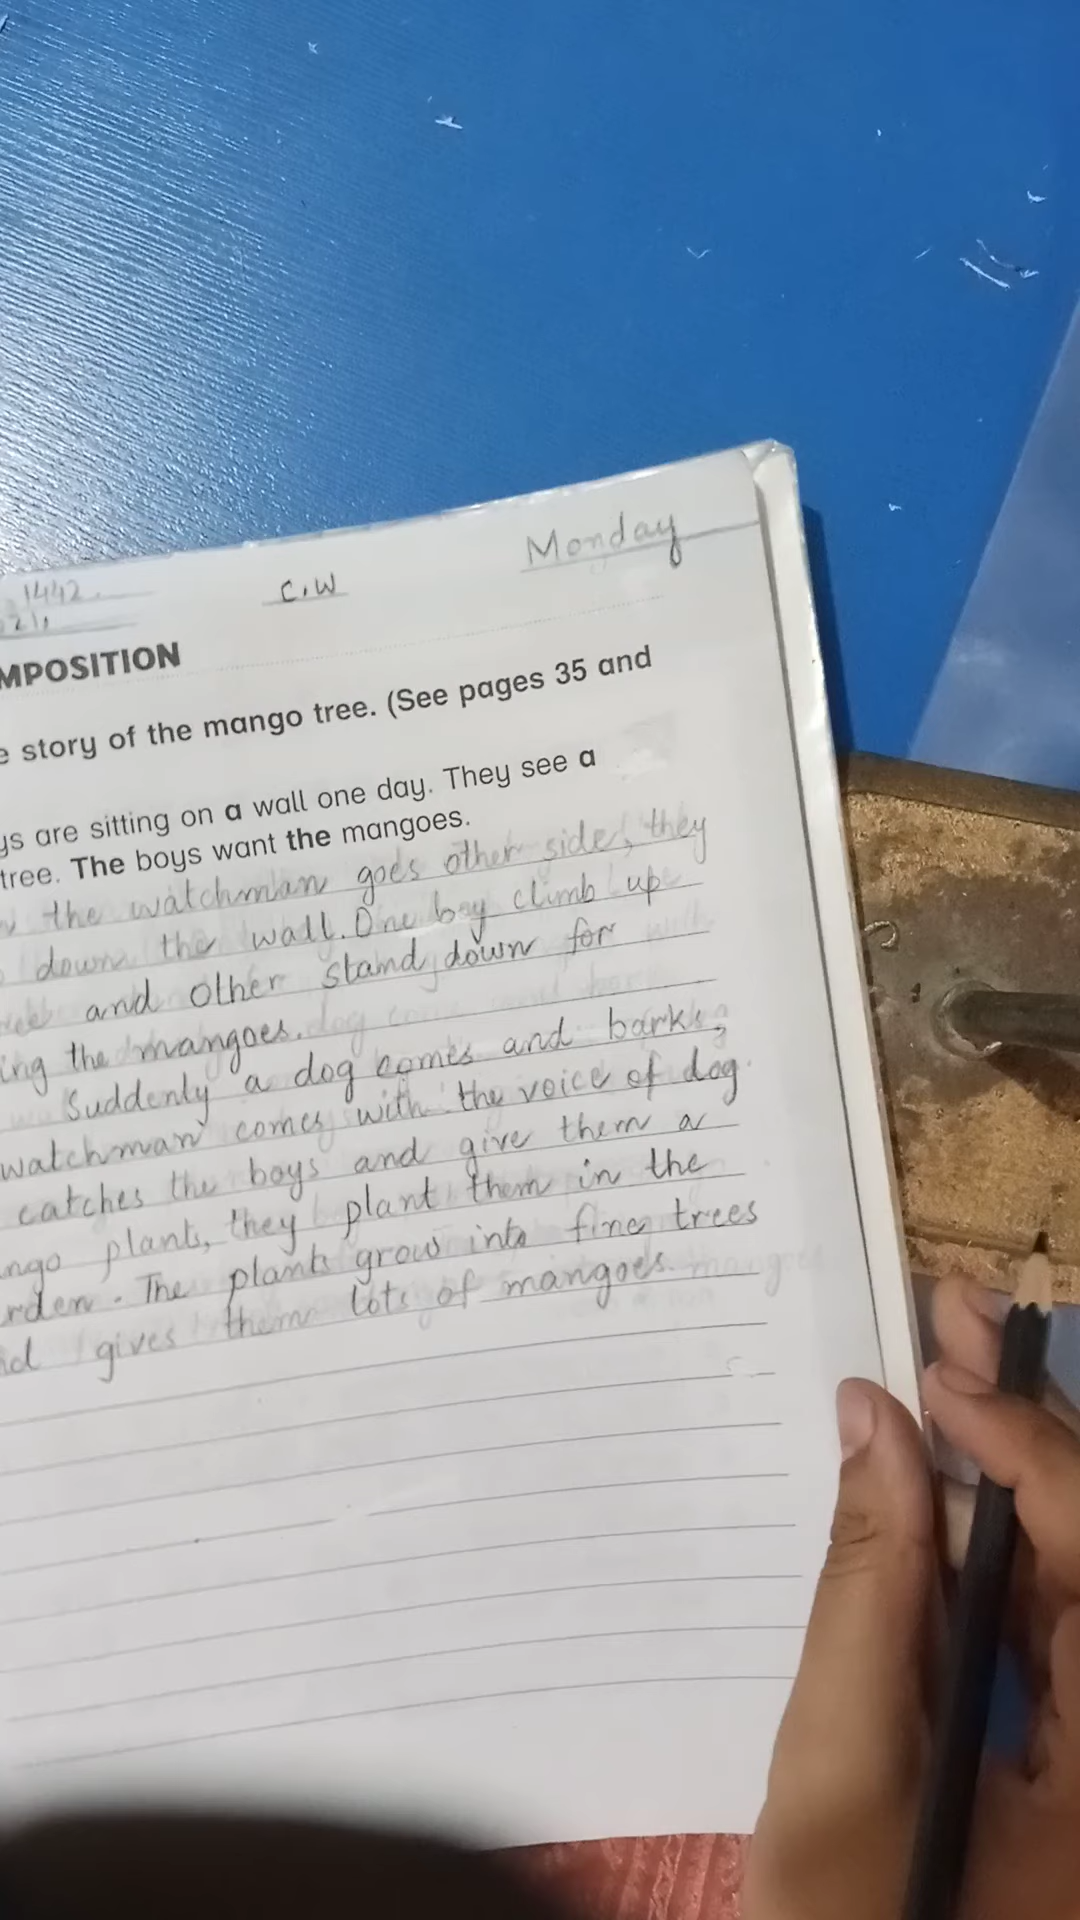 Monday
1442.
C.W
21,
MPOSITION
e story of the mango tree. (See pages 35 and
ys are sitting on a wall one day. They see a
tree. The boys want the mangoes.
the watchman goes other side, they
down the wall. One boy climb up
and other stand down for
ing the mangoes.
Suddenly a dog comes and barks,
watchman comes with the voice of dog.
catches the boys and give them a
ngo plants, they plant them in the
rden. The plants grow into fine trees
gives them lots of mangoes.